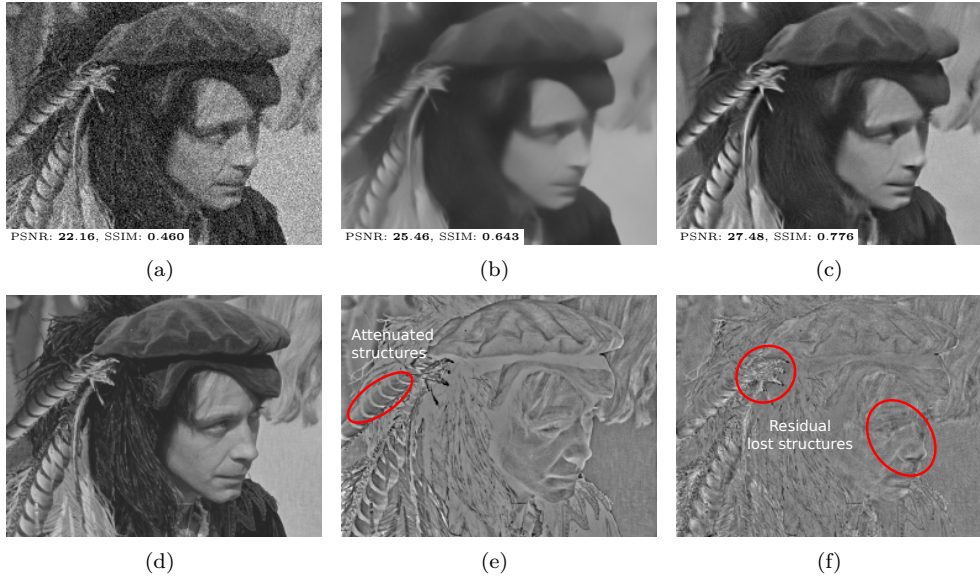 PSNR: 22.16, SSIM: 0.460
PSNR: 25.46, SSIM: 0.643
PSNR: 27.48, SSIM: 0.776
(a)
(b)
(c)
Attenuated
structures
Residual
lost structures
(d)
(e)
(f)